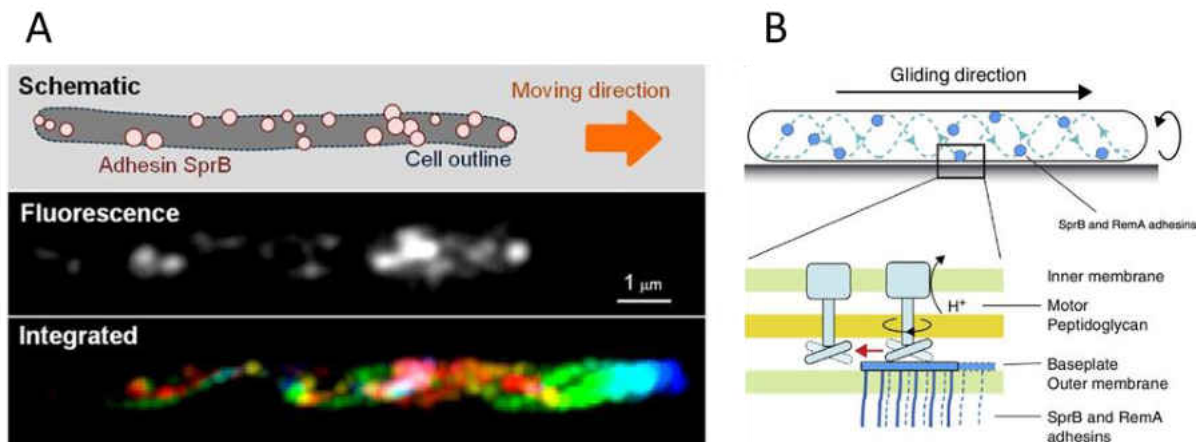 A
Schematic
Moving direction
Adhesin SprB
Cell outline
Fluorescence
1 μm
Integrated
B
Gliding direction
SprB and RemA adhesins
Inner membrane
H+
Motor
Peptidoglycan
Baseplate
Outer membrane
SprB and RemA
adhesins